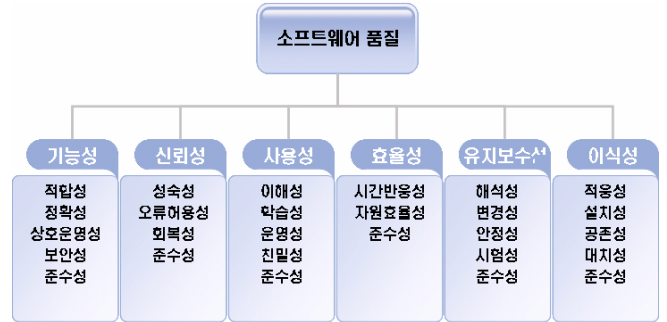 소프트웨어 품질
기능성
적합성
정확성
상호운영성
보안성
준수성
신뢰성
성숙성
오류허용성
회복성
준수성
사용성
이해성
학습성
운영성
친밀성
준수성
효율성
시간반응성
자원효율성
준수성
유지보수성
해석성
변경성
안정성
시험성
준수성
이식성
적응성
설치성
공존성
대치성
준수성